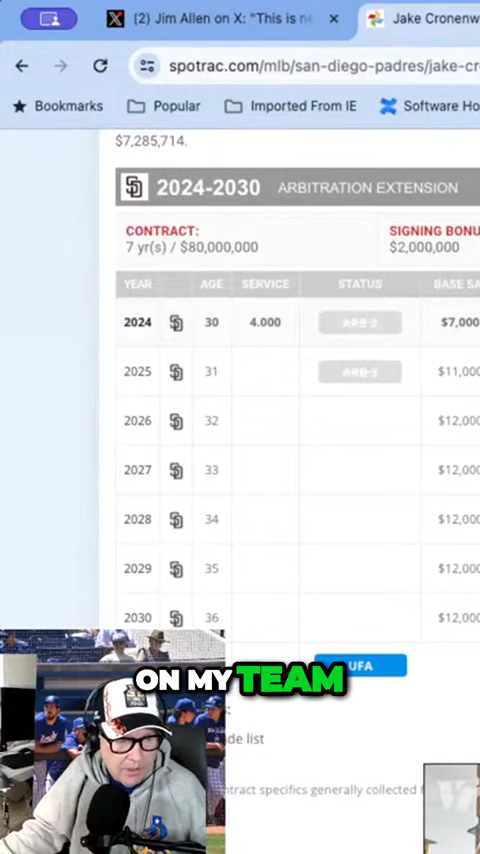 (2) Jim Allen on X: "This is ne
Jake Cronenw
spotrac.com/mlb/san-diego-padres/jake-cr
Bookmarks Popular Imported From IE Software Ho
$7,285,714.
2024-2030 ARBITRATION EXTENSION
CONTRACT: SIGNING BONU
7 yr(s) / $80,000,000 $2,000,000
YEAR AGE SERVICE STATUS BASE SA
2024 30 4.000 ARB-2 $7,000
2025 31 ARB-3 $11,000
2026 32 $12,000
2027 33 $12,000
2028 34 $12,000
2029 35 $12,000
2030 36 $12,000
UFA
ON MY TEAM
de list
ntract specifics generally collected f